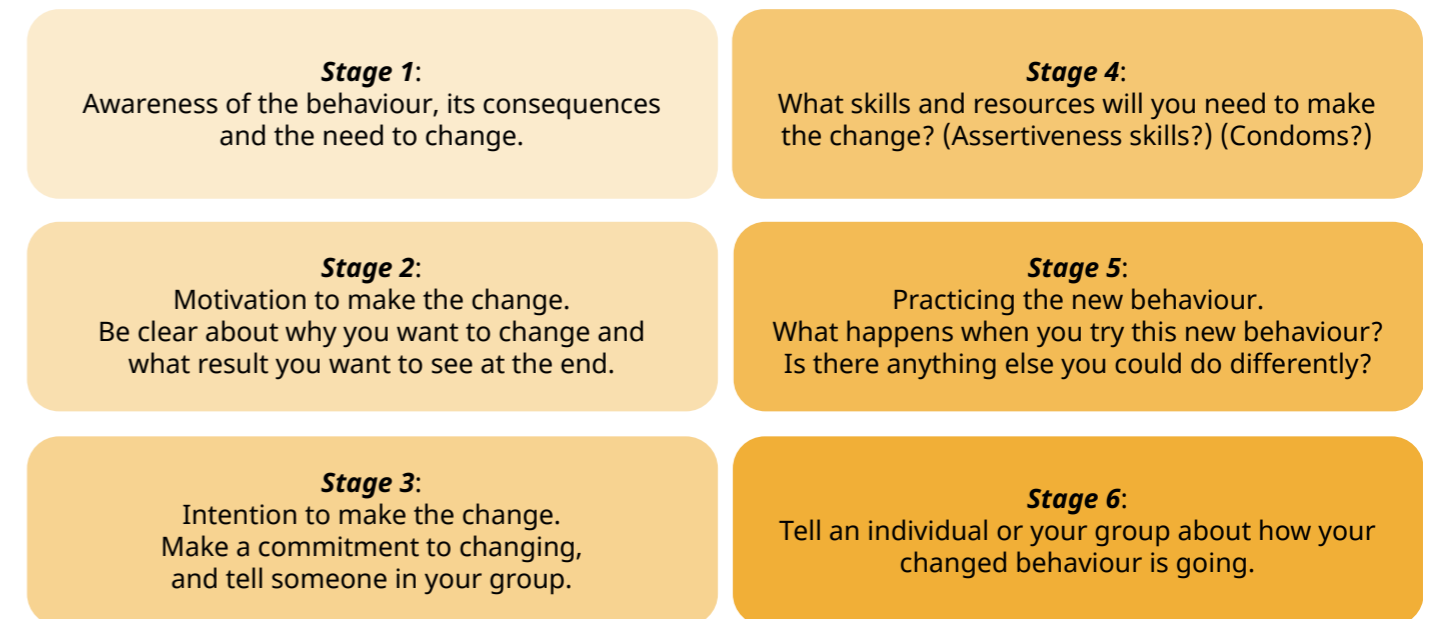 Stage 1:
Awareness of the behaviour, its consequences
and the need to change.
Stage 2:
Motivation to make the change.
Be clear about why you want to change and
what result you want to see at the end.
Stage 3:
Intention to make the change.
Make a commitment to changing,
and tell someone in your group.
Stage 4:
What skills and resources will you need to make
the change? (Assertiveness skills?) (Condoms?)
Stage 5:
Practicing the new behaviour.
What happens when you try this new behaviour?
Is there anything else you could do differently?
Stage 6:
Tell an individual or your group about how your
changed behaviour is going.